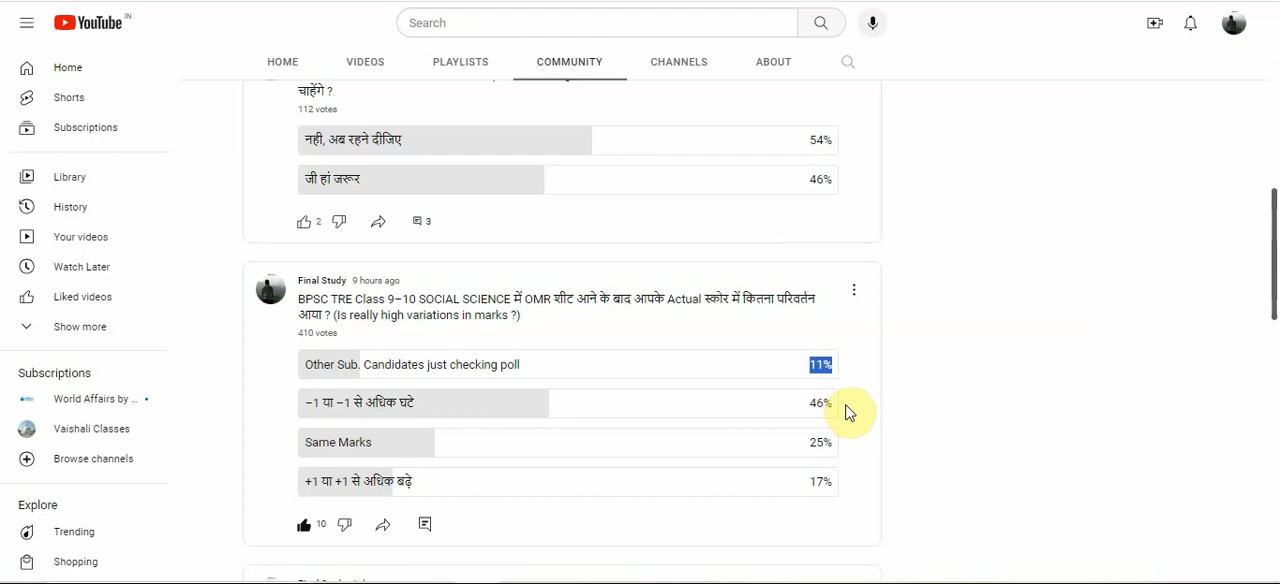 YouTube IN
Search
HOME VIDEOS PLAYLISTS COMMUNITY CHANNELS ABOUT
Home
Shorts
Subscriptions
Library
History
Your videos
Watch Later
Liked videos
Show more
Subscriptions
World Affairs by ...
Vaishali Classes
Browse channels
Explore
Trending
Shopping
चाहेंगे ?
112 votes
नही, अब रहने दीजिए 54%
जी हां जरूर 46%
2 3
Final Study 9 hours ago
BPSC TRE Class 9–10 SOCIAL SCIENCE में OMR शीट आने के बाद आपके Actual स्कोर में कितना परिवर्तन
आया ? (Is really high variations in marks ?)
410 votes
Other Sub. Candidates just checking poll 11%
–1 या –1 से अधिक घटे 46%
Same Marks 25%
+1 या +1 से अधिक बढ़े 17%
10